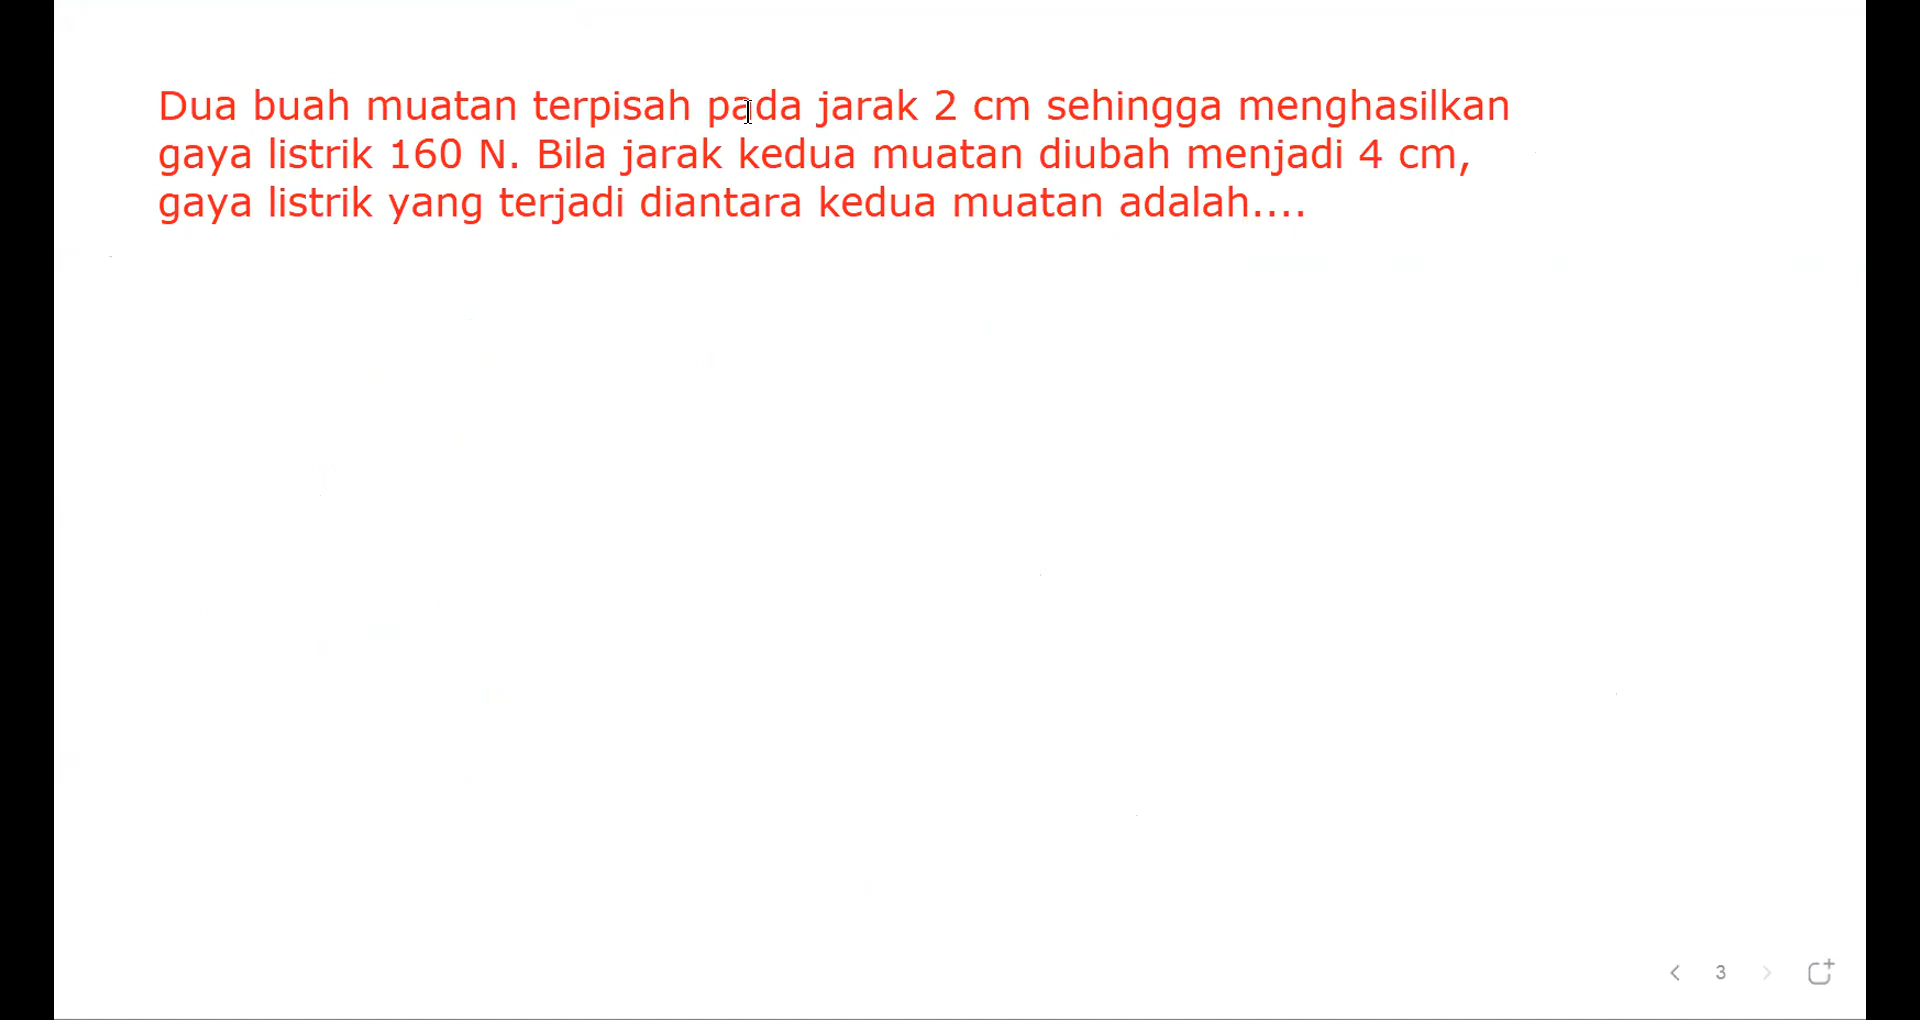 Dua buah muatan terpisah pada jarak 2 cm sehingga menghasilkan
gaya listrik 160 N. Bila jarak kedua muatan diubah menjadi 4 cm,
gaya listrik yang terjadi diantara kedua muatan adalah....
3